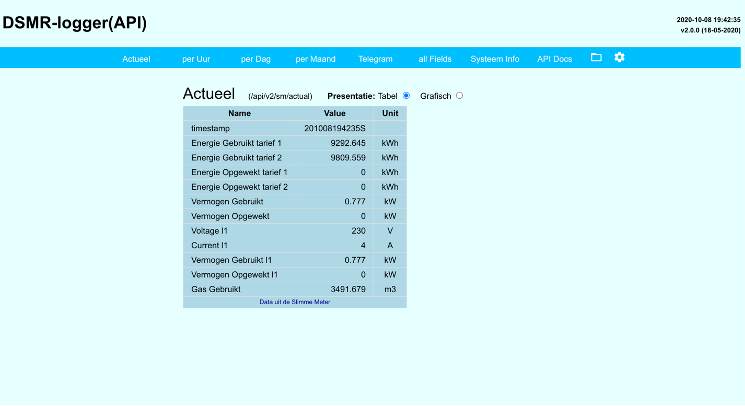 DSMR-logger(API)
2020-10-08 19:42:35
v2.0.0 (18-05-2020)
Actueel per Uur per Dag per Maand Telegram all Fields Systeem Info API Docs
Actueel (/api/v2/sm/actual) Presentatie: Tabel Grafisch
Name Value Unit
timestamp 201008194235S
Energie Gebruikt tarief 1 9292.645 kWh
Energie Gebruikt tarief 2 9809.559 kWh
Energie Opgewekt tarief 1 0 kWh
Energie Opgewekt tarief 2 0 kWh
Vermogen Gebruikt 0.777 kW
Vermogen Opgewekt 0 kW
Voltage l1 230 V
Current l1 4 A
Vermogen Gebruikt l1 0.777 kW
Vermogen Opgewekt l1 0 kW
Gas Gebruikt 3491.679 m3
Data uit de Slimme Meter